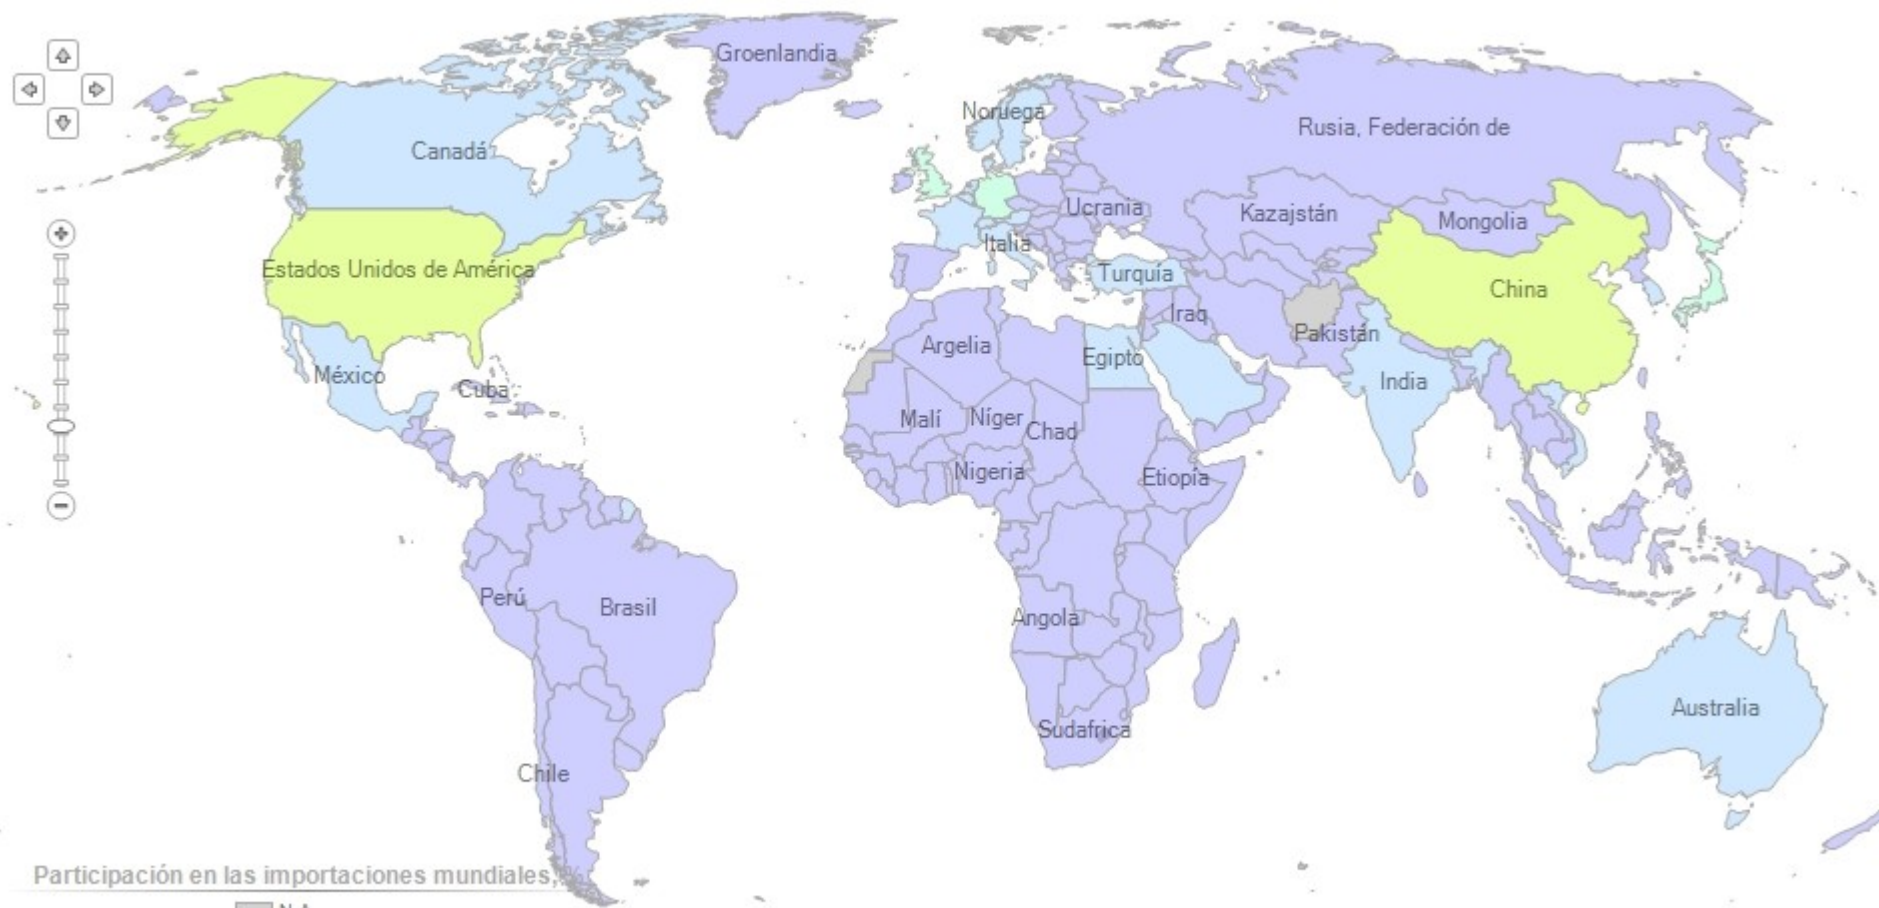 Groenlandia
Noruega
Rusia, Federación de
Canadá
Ucrania
Kazajstán
Mongolia
Italia
Estados Unidos de América
Turquía
China
Iraq
Pakistán
Argelia
Egipto
México
India
Cuba
Malí
Níger
Chad
Nigeria
Etiopía
Perú
Brasil
Angola
Australia
Sudafrica
Chile
Participación en las importaciones mundiales, %